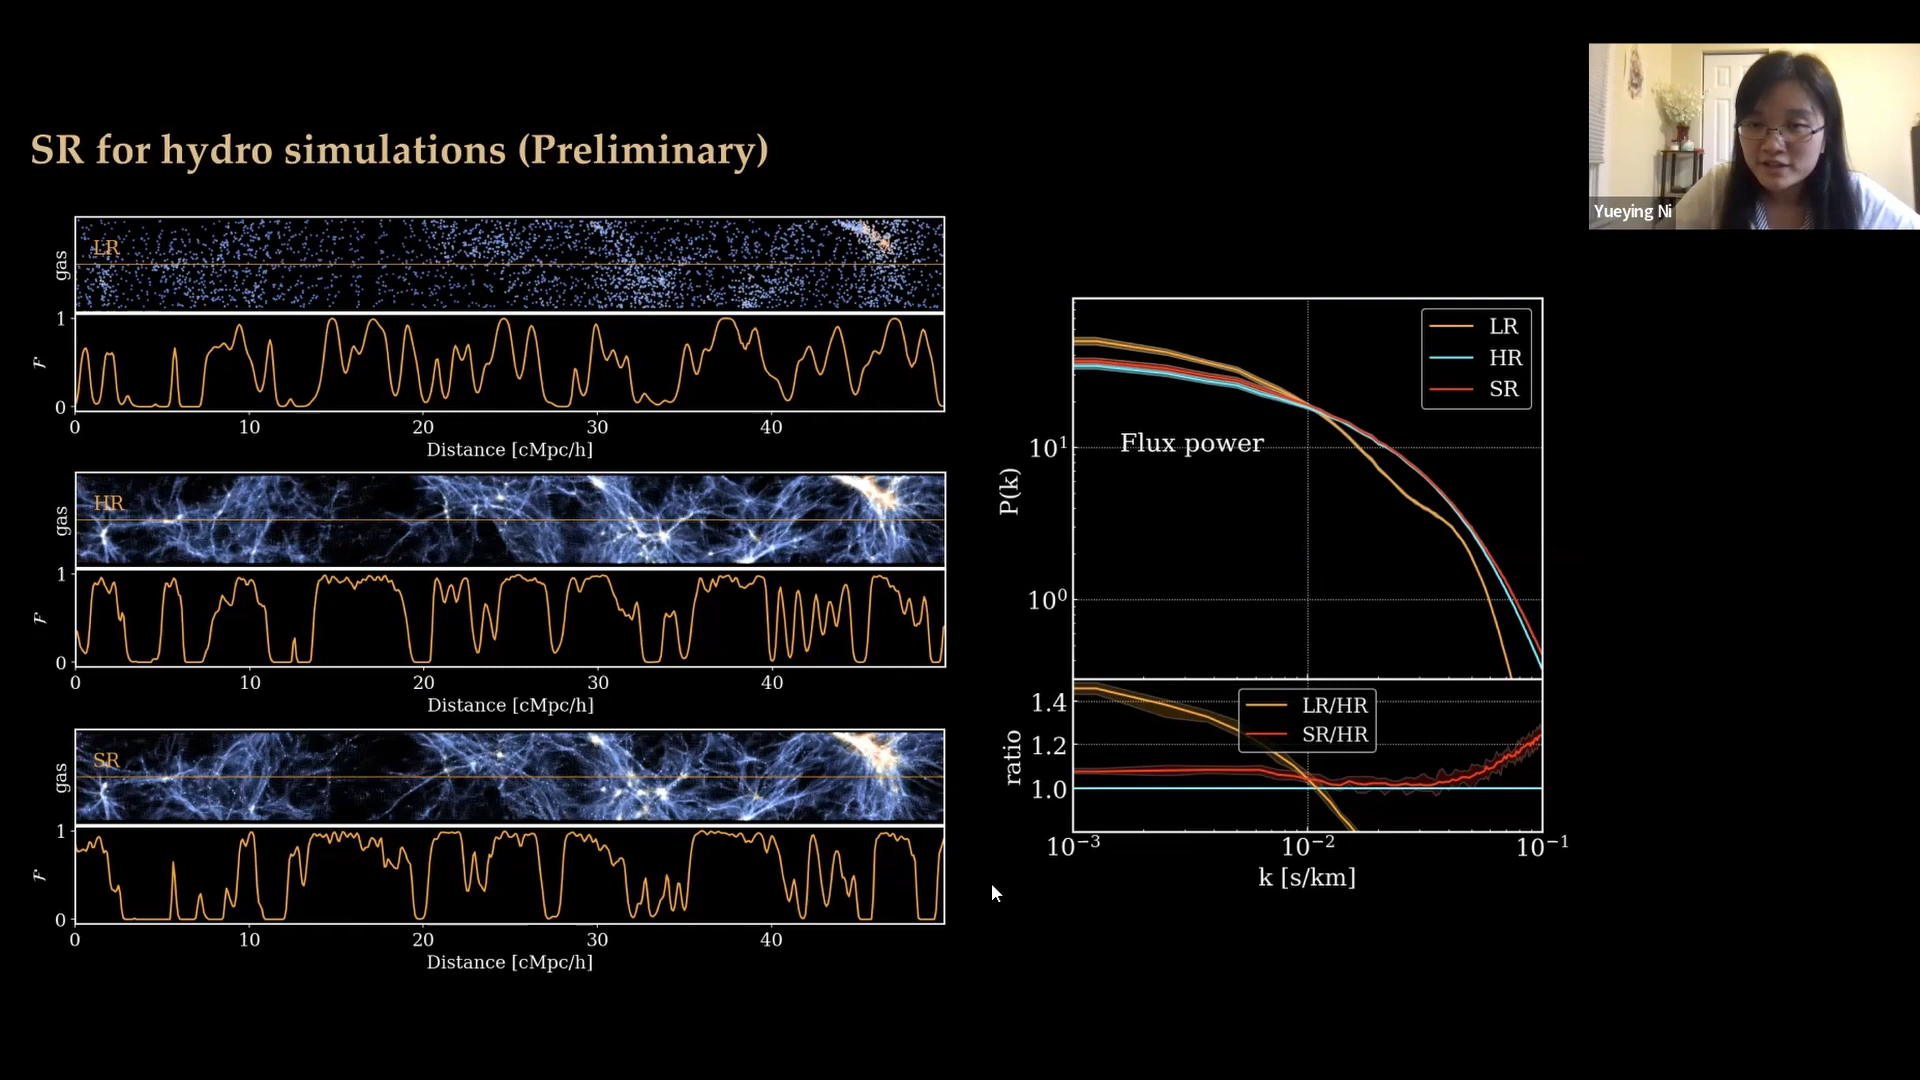 SR for hydro simulations (Preliminary)
Yueying Ni
LR
gas
1
0
F
0 10 20 30 40
Distance [cMpc/h]
HR
gas
1
0
F
0 10 20 30 40
Distance [cMpc/h]
SR
gas
1
0
F
0 10 20 30 40
Distance [cMpc/h]
LR
HR
SR
Flux power
P(k)
10¹
10⁰
LR/HR
SR/HR
ratio
1.4
1.2
1.0
10⁻³ 10⁻² 10⁻¹
k [s/km]